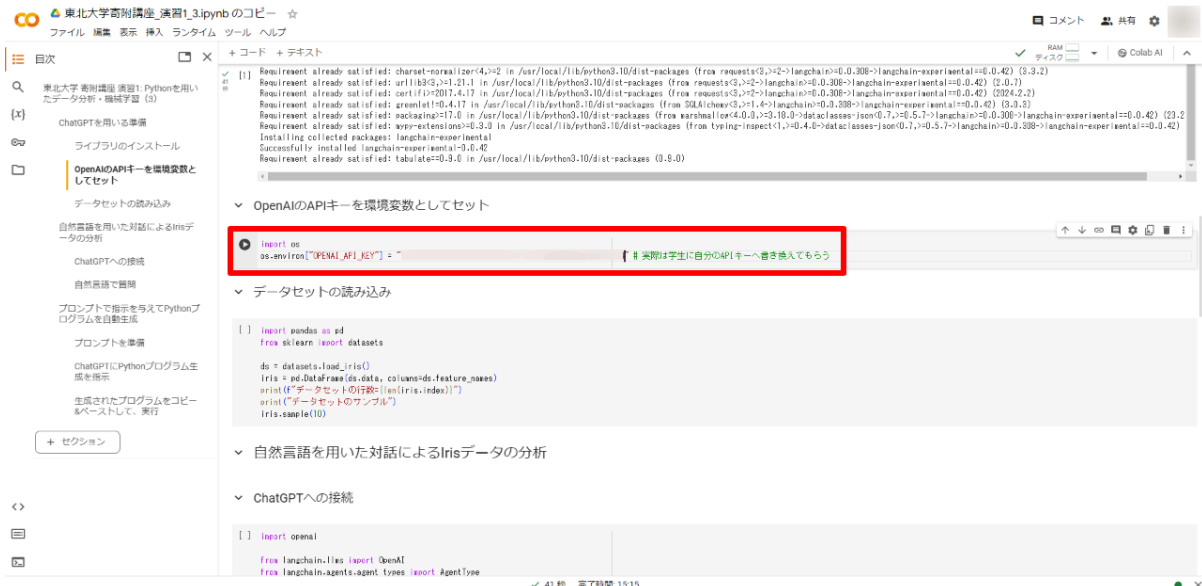 東北大学寄附講座_演習1_3.ipynb のコピー
ファイル 編集 表示 挿入 ランタイム ツール ヘルプ
コメント 共有
目次
+ コード + テキスト
RAM
ディスク
Colab AI
東北大学 寄附講座 演習1: Pythonを用い
たデータ分析・機械学習（3）
ChatGPTを用いる準備
ライブラリのインストール
OpenAIのAPIキーを環境変数と
してセット
データセットの読み込み
自然言語を用いた対話によるIrisデ
ータの分析
ChatGPTへの接続
自然言語で質問
プロンプトで指示を与えてPythonプ
ログラムを自動生成
プロンプトを準備
ChatGPTにPythonプログラム生
成を指示
生成されたプログラムをコピー
&ペーストして、実行
+ セクション
[1] Requirement already satisfied: charset-normalizer<4,>=2 in /usr/local/lib/python3.10/dist-packages (from requests<3,>=2->langchain>=0.0.308->langchain-experimental==0.0.42) (3.3.2)
41
秒
Requirement already satisfied: urllib3<3,>=1.21.1 in /usr/local/lib/python3.10/dist-packages (from requests<3,>=2->langchain>=0.0.308->langchain-experimental==0.0.42) (2.0.7)
Requirement already satisfied: certifi>=2017.4.17 in /usr/local/lib/python3.10/dist-packages (from requests<3,>=2->langchain>=0.0.308->langchain-experimental==0.0.42) (2024.2.2)
Requirement already satisfied: greenlet!=0.4.17 in /usr/local/lib/python3.10/dist-packages (from SQLAlchemy<3,>=1.4->langchain>=0.0.308->langchain-experimental==0.0.42) (3.0.3)
Requirement already satisfied: packaging>=17.0 in /usr/local/lib/python3.10/dist-packages (from marshmallow<4.0.0,>=3.18.0->dataclasses-json<0.7,>=0.5.7->langchain>=0.0.308->langchain-experimental==0.0.42) (23.2
Requirement already satisfied: mypy-extensions>=0.3.0 in /usr/local/lib/python3.10/dist-packages (from typing-inspect<1,>=0.4.0->dataclasses-json<0.7,>=0.5.7->langchain>=0.0.308->langchain-experimental==0.0.42)
Installing collected packages: langchain-experimental
Successfully installed langchain-experimental-0.0.42
Requirement already satisfied: tabulate==0.9.0 in /usr/local/lib/python3.10/dist-packages (0.9.0)
OpenAIのAPIキーを環境変数としてセット
import os
os.environ["OPENAI_API_KEY"] = " " # 実際は学生に自分のAPIキーへ書き換えてもらう
データセットの読み込み
[ ] import pandas as pd
from sklearn import datasets
ds = datasets.load_iris()
iris = pd.DataFrame(ds.data, columns=ds.feature_names)
print(f"データセットの行数={len(iris.index)}")
print("データセットのサンプル")
iris.sample(10)
自然言語を用いた対話によるIrisデータの分析
ChatGPTへの接続
[ ] import openai
from langchain.llms import OpenAI
from langchain.agents.agent_types import AgentType
41 秒 完了時間: 15:15